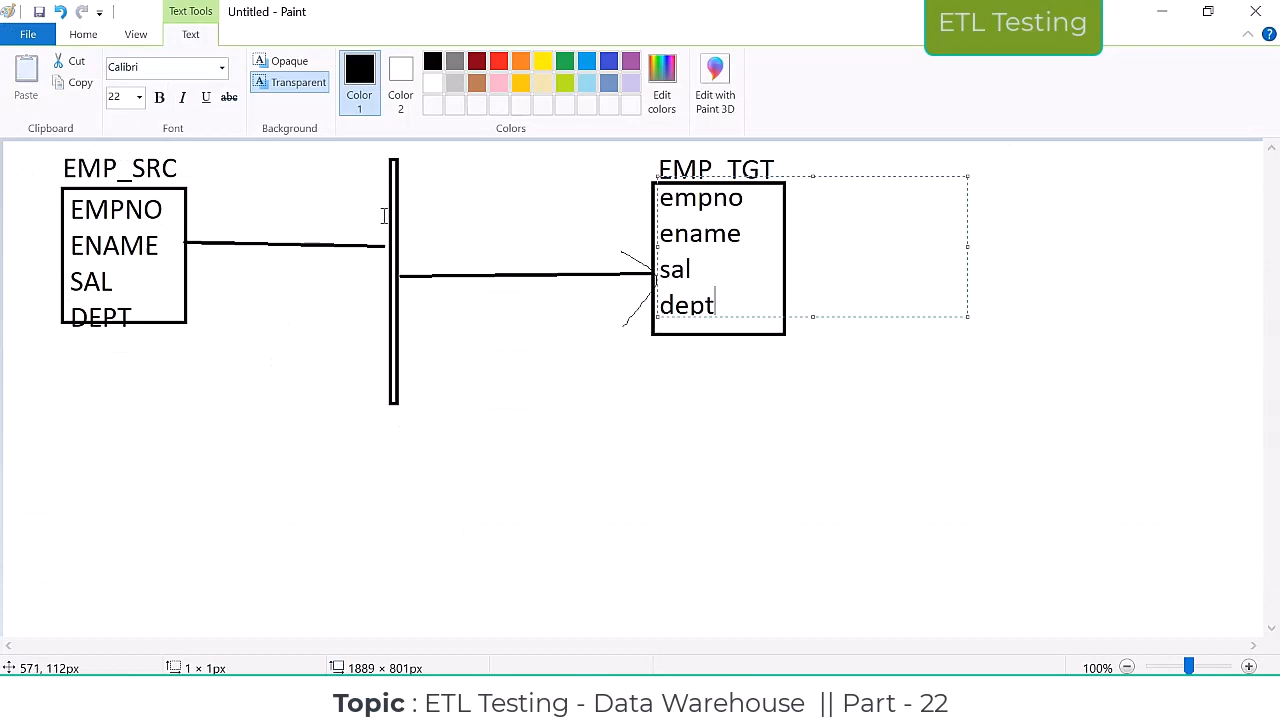 Text Tools
Untitled - Paint
ETL Testing
File
Home
View
Text
Paste
Cut
Copy
Clipboard
Calibri
22
B I U abc
Font
Opaque
Transparent
Background
Color 1
Color 2
Edit colors
Colors
Edit with Paint 3D
EMP_SRC
EMPNO
ENAME
SAL
DEPT
EMP_TGT
empno
ename
sal
dept
571, 112px
1 × 1px
1889 × 801px
100%
Topic : ETL Testing - Data Warehouse || Part - 22